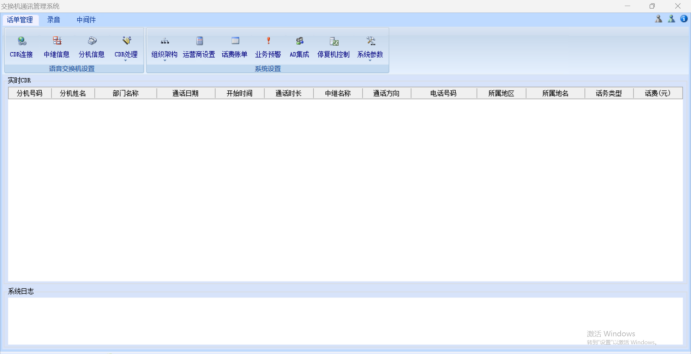 交换机通讯管理系统
话单管理 录音 中间件
CDR连接 中继信息 分机信息 CDR处理 组织架构 运营商设置 话费账单 业务预警 AD集成 停复机控制 系统参数
语音交换机设置 系统设置
实时CDR
分机号码 分机姓名 部门名称 通话日期 开始时间 通话时长 中继名称 通话方向 电话号码 所属地区 所属地名 话务类型 话费(元)
系统日志
激活 Windows
转到"设置"以激活 Windows。